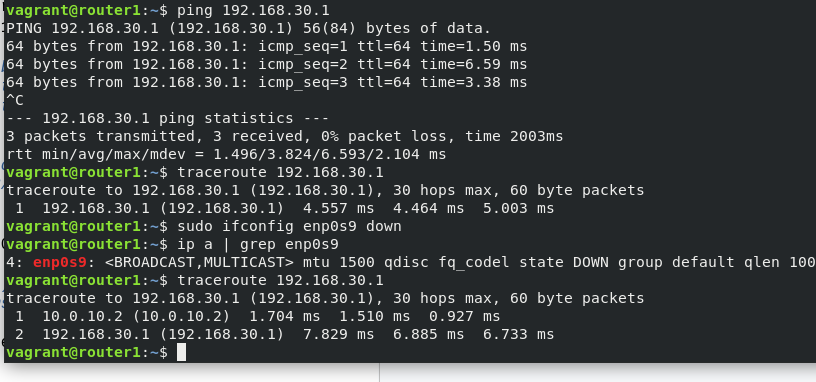 vagrant@router1:~$ ping 192.168.30.1
PING 192.168.30.1 (192.168.30.1) 56(84) bytes of data.
64 bytes from 192.168.30.1: icmp_seq=1 ttl=64 time=1.50 ms
64 bytes from 192.168.30.1: icmp_seq=2 ttl=64 time=6.59 ms
64 bytes from 192.168.30.1: icmp_seq=3 ttl=64 time=3.38 ms
^C
--- 192.168.30.1 ping statistics ---
3 packets transmitted, 3 received, 0% packet loss, time 2003ms
rtt min/avg/max/mdev = 1.496/3.824/6.593/2.104 ms
vagrant@router1:~$ traceroute 192.168.30.1
traceroute to 192.168.30.1 (192.168.30.1), 30 hops max, 60 byte packets
 1  192.168.30.1 (192.168.30.1)  4.557 ms  4.464 ms  5.003 ms
vagrant@router1:~$ sudo ifconfig enp0s9 down
vagrant@router1:~$ ip a | grep enp0s9
4: enp0s9: <BROADCAST,MULTICAST> mtu 1500 qdisc fq_codel state DOWN group default qlen 100
vagrant@router1:~$ traceroute 192.168.30.1
traceroute to 192.168.30.1 (192.168.30.1), 30 hops max, 60 byte packets
 1  10.0.10.2 (10.0.10.2)  1.704 ms  1.510 ms  0.927 ms
 2  192.168.30.1 (192.168.30.1)  7.829 ms  6.885 ms  6.733 ms
vagrant@router1:~$